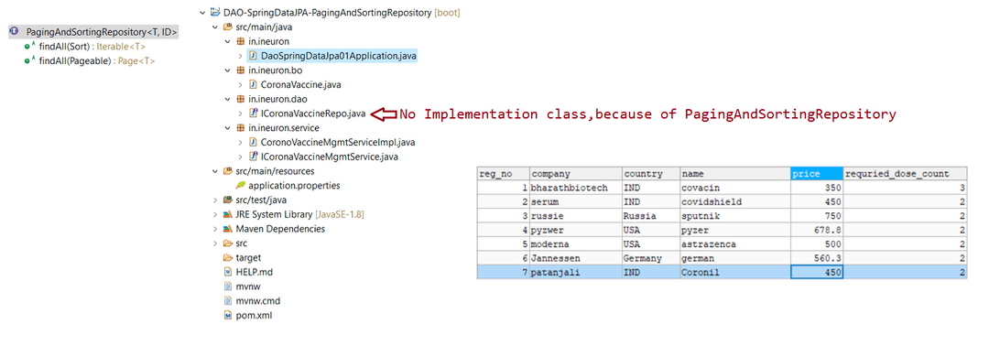 PagingAndSortingRepository<T, ID>
findAll(Sort) : Iterable<T>
findAll(Pageable) : Page<T>
DAO-SpringDataJPA-PagingAndSortingRepository [boot]
src/main/java
in.ineuron
DaoSpringDataJpa01Application.java
in.ineuron.bo
CoronaVaccine.java
in.ineuron.dao
ICoronaVaccineRepo.java
No Implementation class,because of PagingAndSortingRepository
in.ineuron.service
CoronoVaccineMgmtServiceImpl.java
ICoronaVaccineMgmtService.java
src/main/resources
application.properties
src/test/java
JRE System Library [JavaSE-1.8]
Maven Dependencies
src
target
HELP.md
mvnw
mvnw.cmd
pom.xml
reg_no company country name price requried_dose_count
1 bharathbiotech IND covacin 350 3
2 serum IND covidshield 450 2
3 russie Russia sputnik 750 2
4 pyzwer USA pyzer 678.8 2
5 moderna USA astrazenca 500 2
6 Jannessen Germany german 560.3 2
7 patanjali IND Coronil 450 2